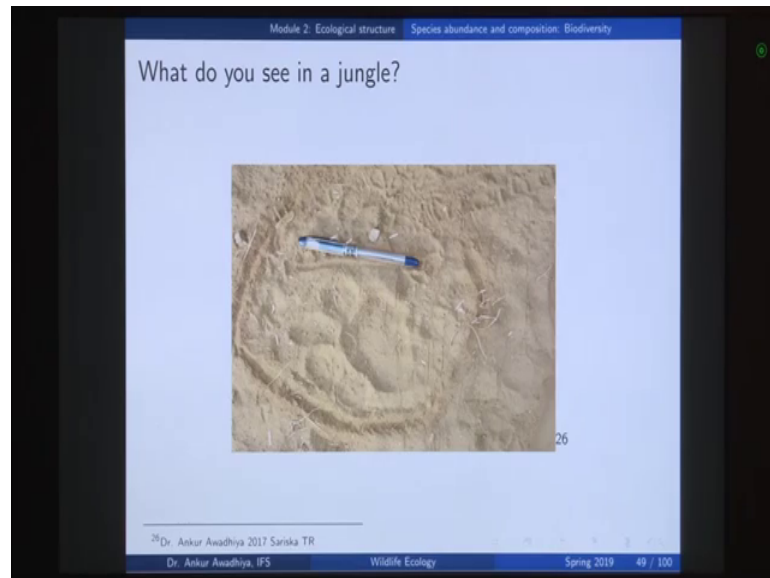 Module 2: Ecological structure Species abundance and composition: Biodiversity
What do you see in a jungle?
26
26Dr. Ankur Awadhiya 2017 Sariska TR
Dr. Ankur Awadhiya, IFS Wildlife Ecology Spring 2019 49 / 100